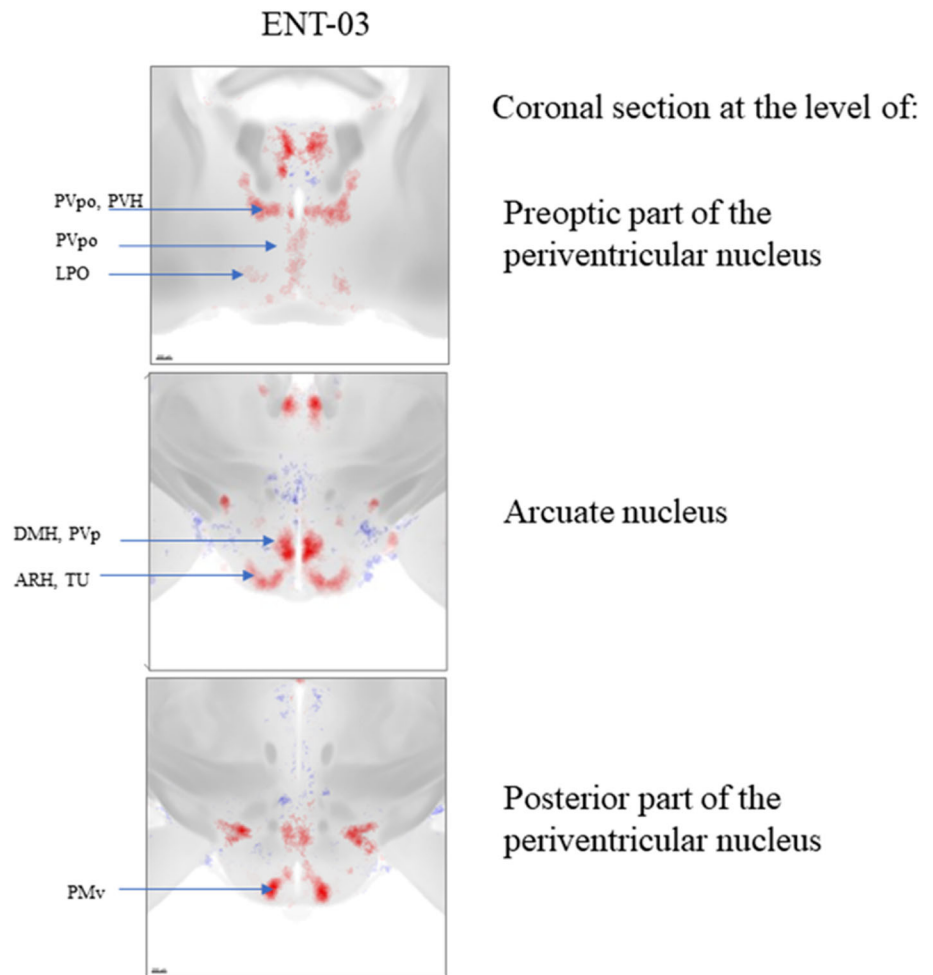 ENT-03
Coronal section at the level of:
PVpo, PVH
PVpo
LPO
Preoptic part of the
periventricular nucleus
DMH, PVp
ARH, TU
Arcuate nucleus
PMv
Posterior part of the
periventricular nucleus